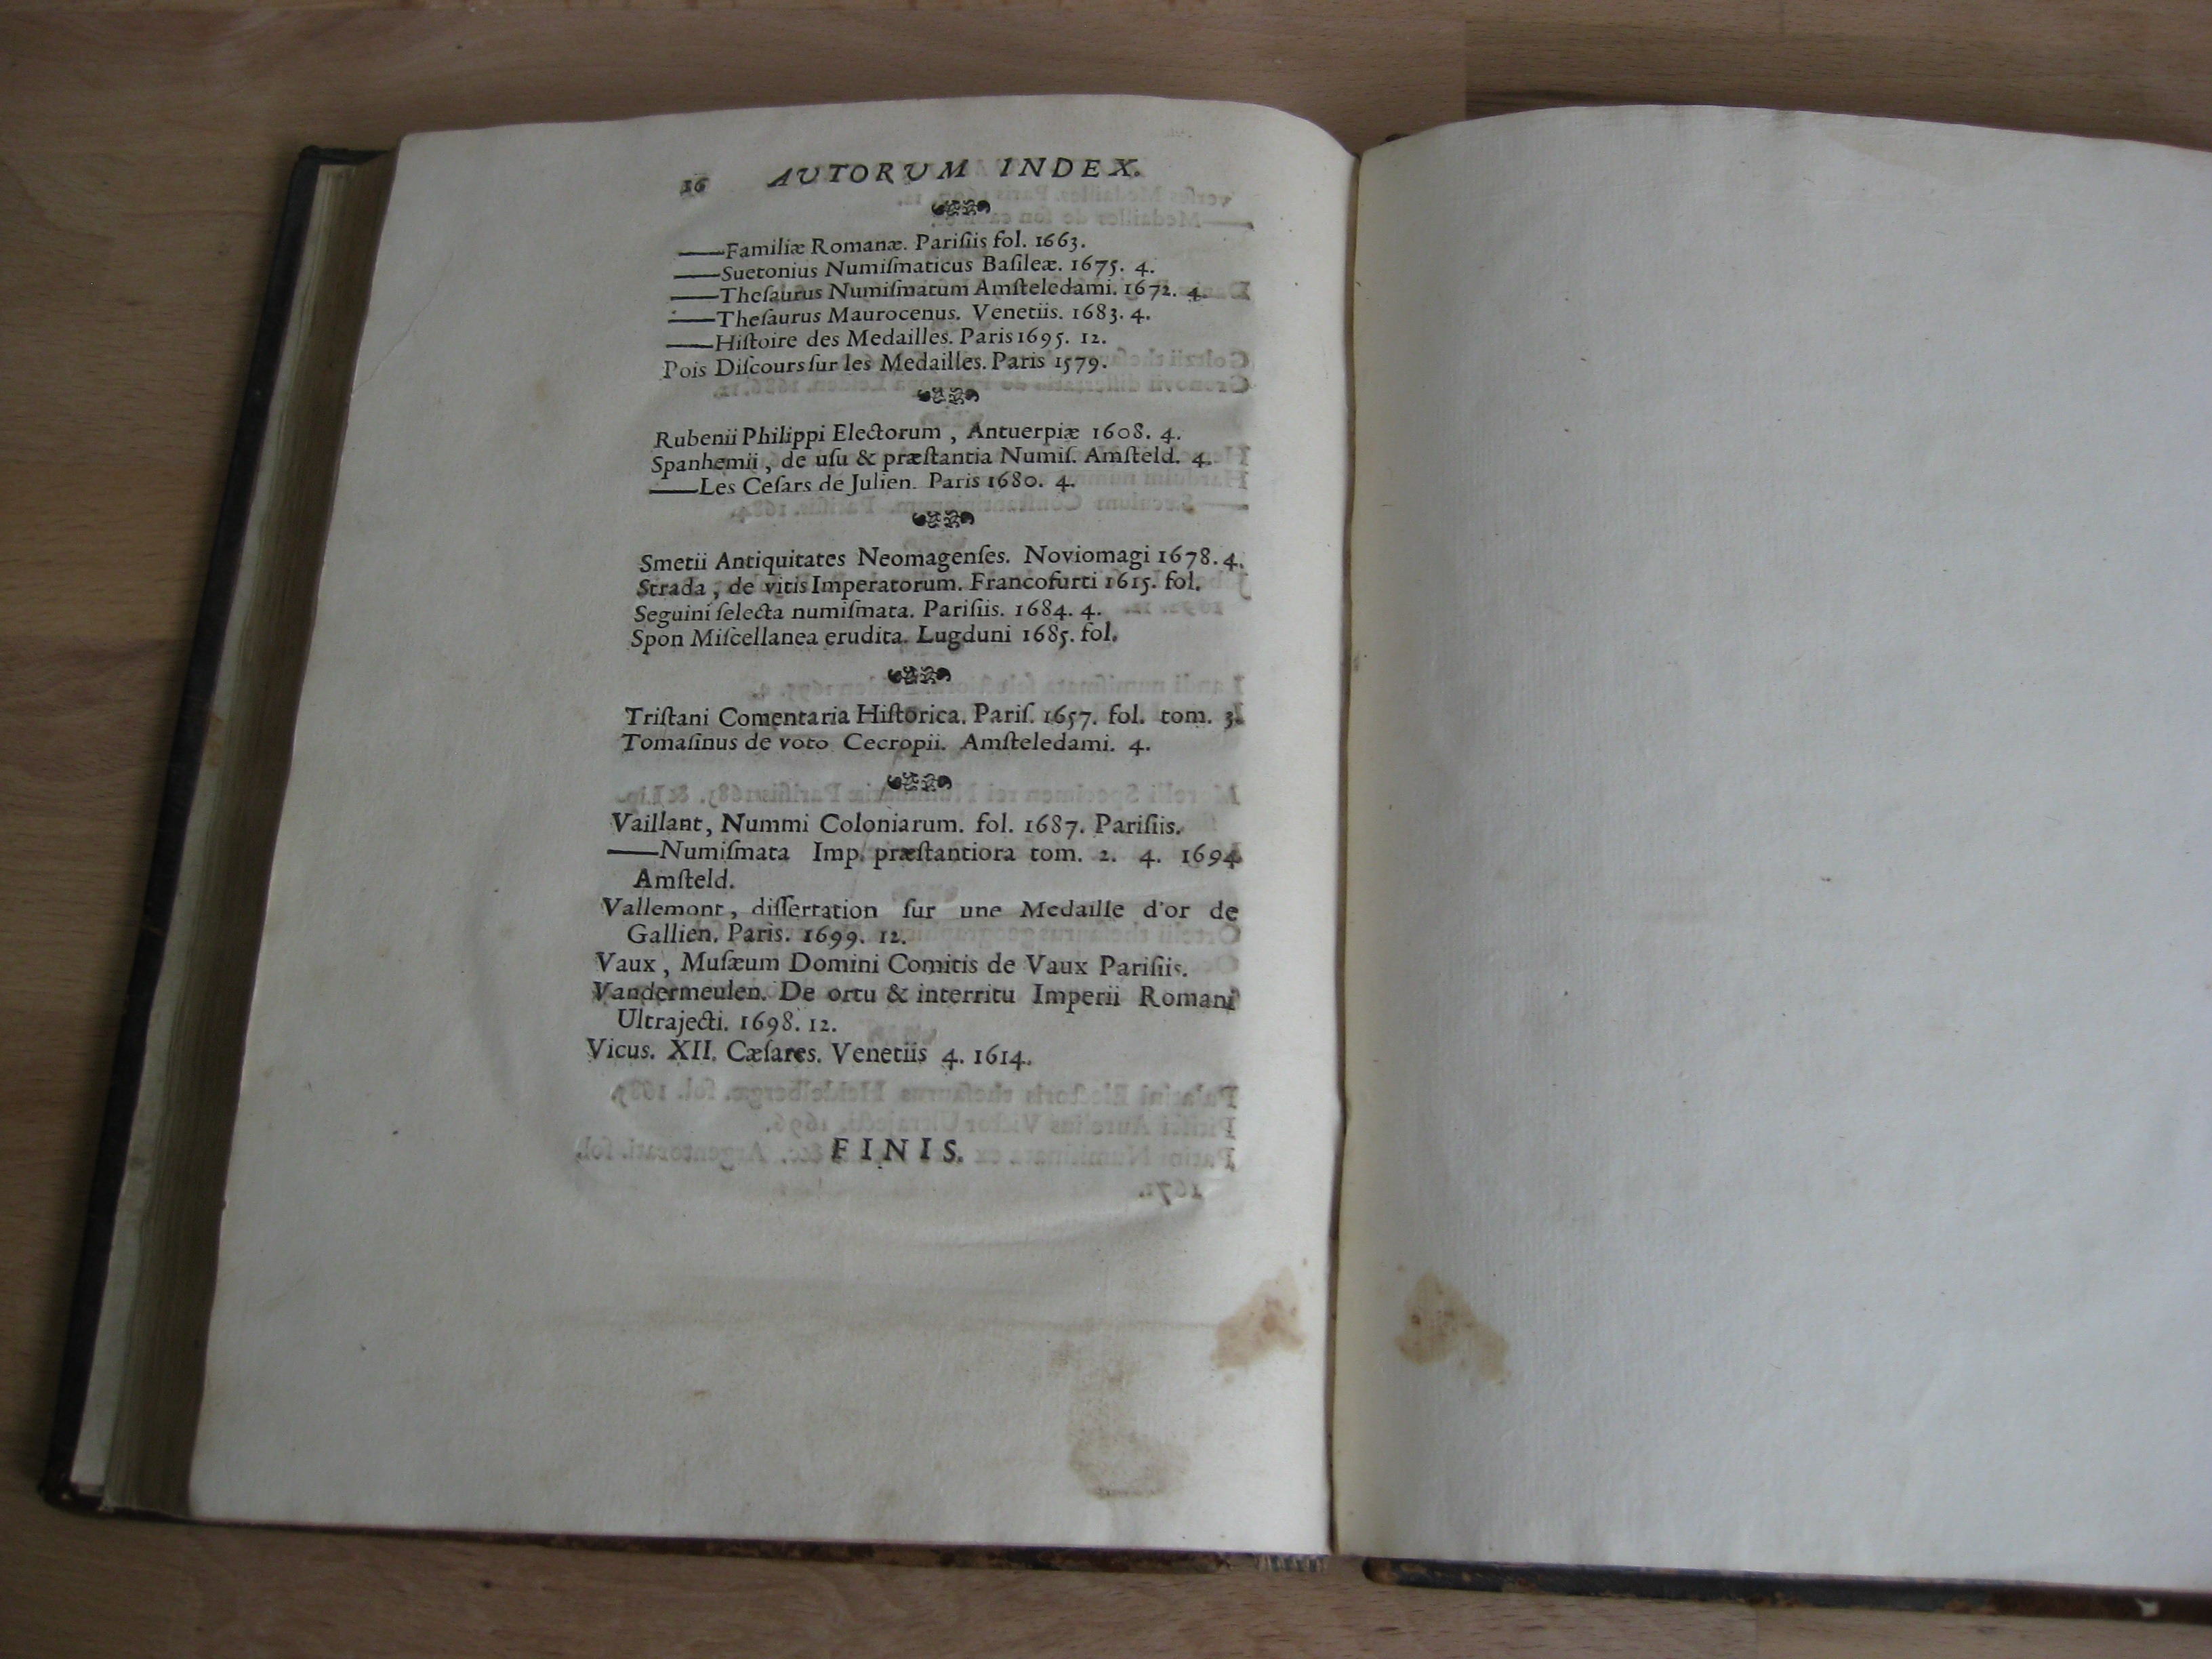 16 AUTORUM INDEX.
——Familiæ Romanæ. Pariſiis fol. 1663.
——Suetonius Numiſmaticus Baſileæ. 1675. 4.
——Theſaurus Numiſmatum Amſteledami. 1672. 4.
——Theſaurus Maurocenus. Venetiis. 1683. 4.
——Hiſtoire des Medailles. Paris 1695. 12.
Pois Diſcours ſur les Medailles. Paris 1579.
Rubenii Philippi Electorum , Antuerpiæ 1608. 4.
Spanhemii , de uſu & præſtantia Numiſ. Amſteld. 4.
——Les Ceſars de Julien. Paris 1680. 4.
Smetii Antiquitates Neomagenſes. Noviomagi 1678. 4.
Strada , de vitis Imperatorum. Francofurti 1615. fol.
Seguini ſelecta numiſmata. Pariſiis. 1684. 4.
Spon Miſcellanea erudita. Lugduni 1685. fol.
Triſtani Comentaria Hiſtorica. Pariſ. 1657. fol. tom. 3.
Tomaſinus de voto Cecropii. Amſteledami. 4.
Vaillant, Nummi Coloniarum. fol. 1687. Pariſiis.
——Numiſmata Imp. præſtantiora tom. 2. 4. 1694
Amſteld.
Vallemont, diſſertation ſur une Medaille d'or de
Gallien. Paris. 1699. 12.
Vaux , Muſæum Domini Comitis de Vaux Pariſiis.
Vandermeulen. De ortu & interritu Imperii Romani
Ultrajecti. 1698. 12.
Vicus. XII. Cæſares. Venetiis 4. 1614.
FINIS.